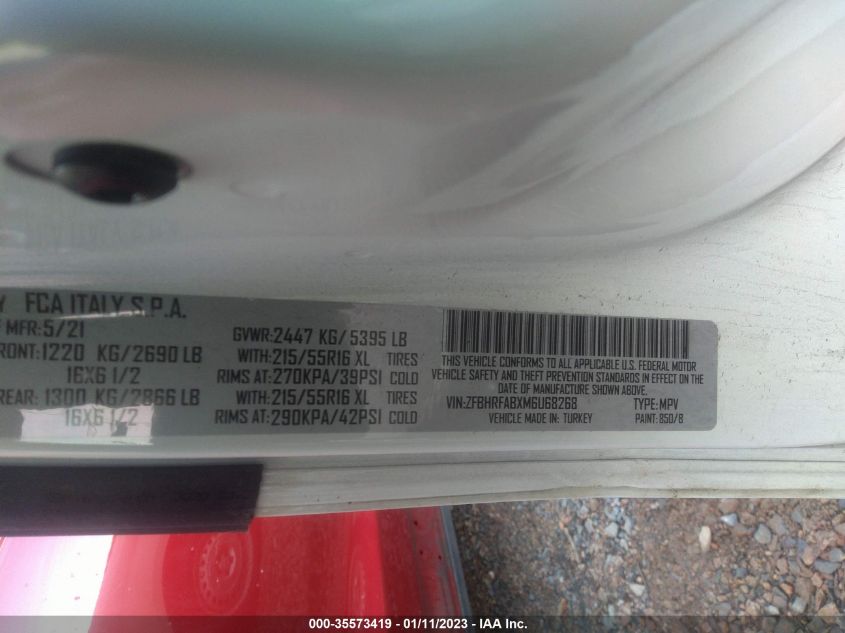 Y FCA ITALY S.P.A.
MFR: 5/21
FRONT: 1220 KG/2690 LB
16X6 1/2
REAR: 1300 KG/2866 LB
16X6 1/2
GVWR: 2447 KG/ 5395 LB
WITH: 215/55R16 XL TIRES
RIMS AT: 270KPA/39PSI COLD
WITH: 215/55R16 XL TIRES
RIMS AT: 290KPA/42PSI COLD
THIS VEHICLE CONFORMS TO ALL APPLICABLE U.S. FEDERAL MOTOR
VEHICLE SAFETY AND THEFT PREVENTION STANDARDS IN EFFECT ON THE
DATE OF MANUFACTURE SHOWN ABOVE.
VIN: ZFBHRFABXM6U68268 TYPE: MPV
VEHICLE MADE IN: TURKEY PAINT: 850/B
000-35573419 - 01/11/2023 - IAAI.COM